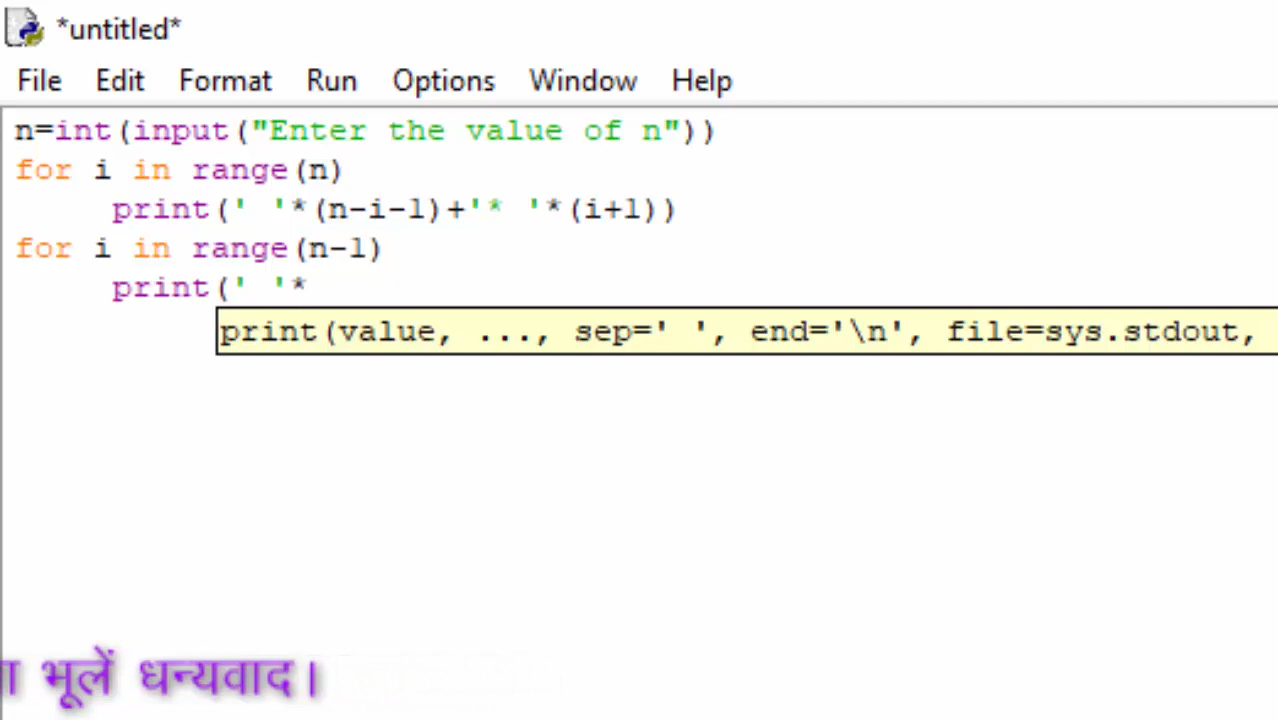 *untitled*
File Edit Format Run Options Window Help
n=int(input("Enter the value of n"))
for i in range(n)
     print(' '*(n-i-1)+'* '*(i+1))
for i in range(n-1)
     print(' '*
print(value, ..., sep=' ', end='\n', file=sys.stdout,
भूलें धन्यवाद।